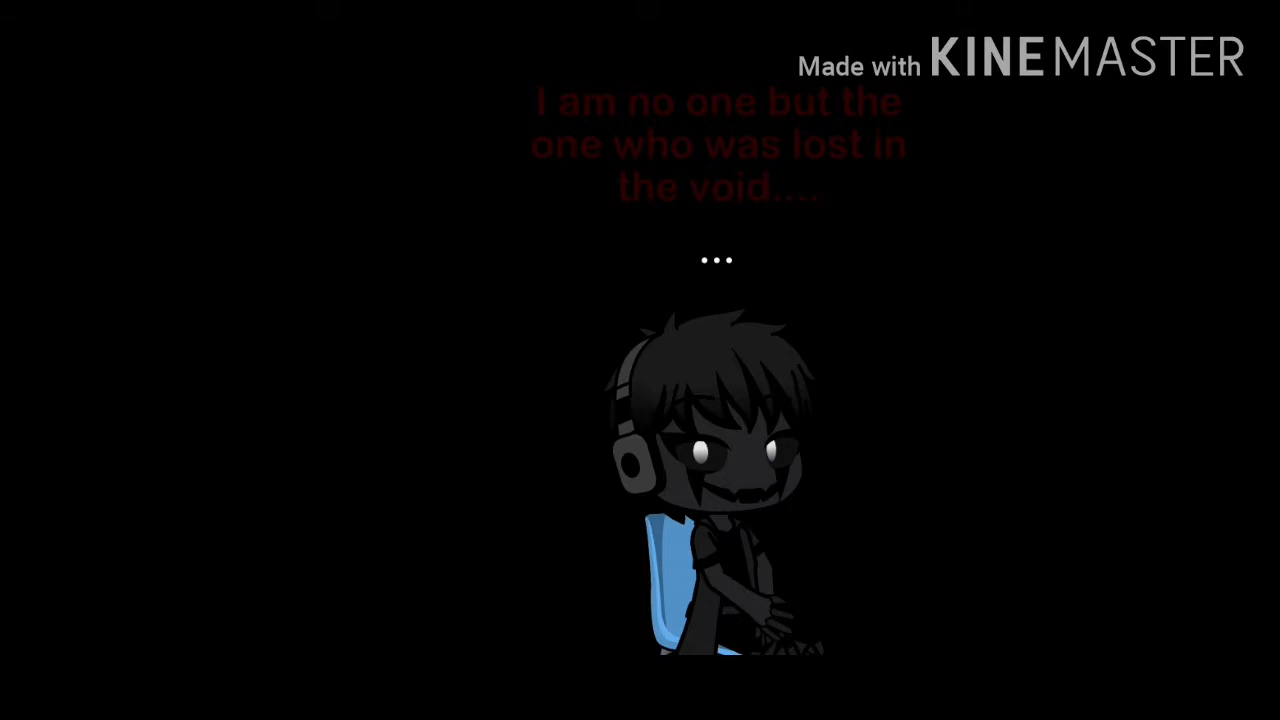 Made with KINEMASTER
I am no one but the
one who was lost in
the void....
...